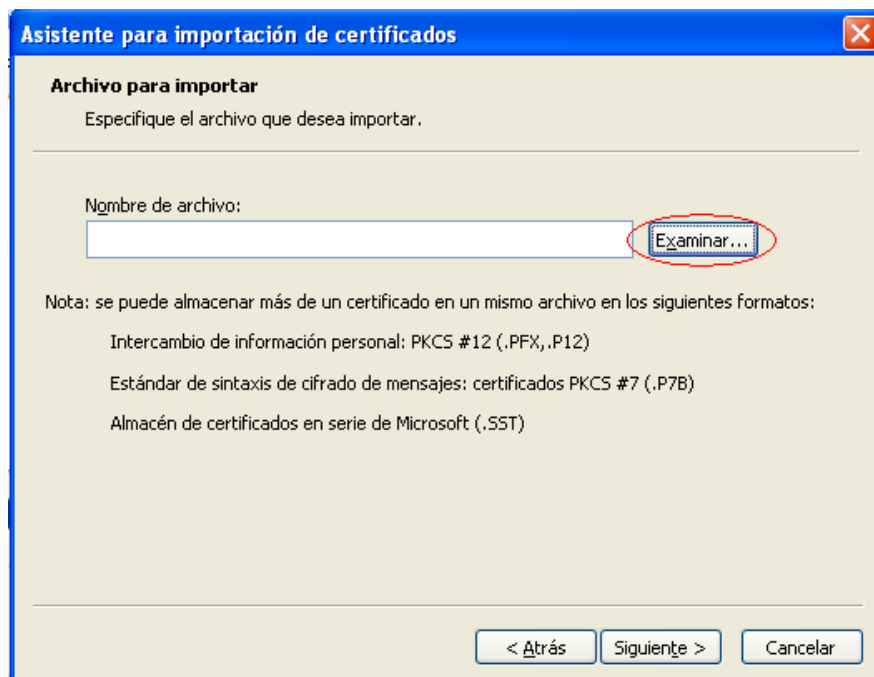 Asistente para importación de certificados
Archivo para importar
Especifique el archivo que desea importar.
Nombre de archivo:
Examinar...
Nota: se puede almacenar más de un certificado en un mismo archivo en los siguientes formatos:
Intercambio de información personal: PKCS #12 (.PFX,.P12)
Estándar de sintaxis de cifrado de mensajes: certificados PKCS #7 (.P7B)
Almacén de certificados en serie de Microsoft (.SST)
< Atrás Siguiente > Cancelar